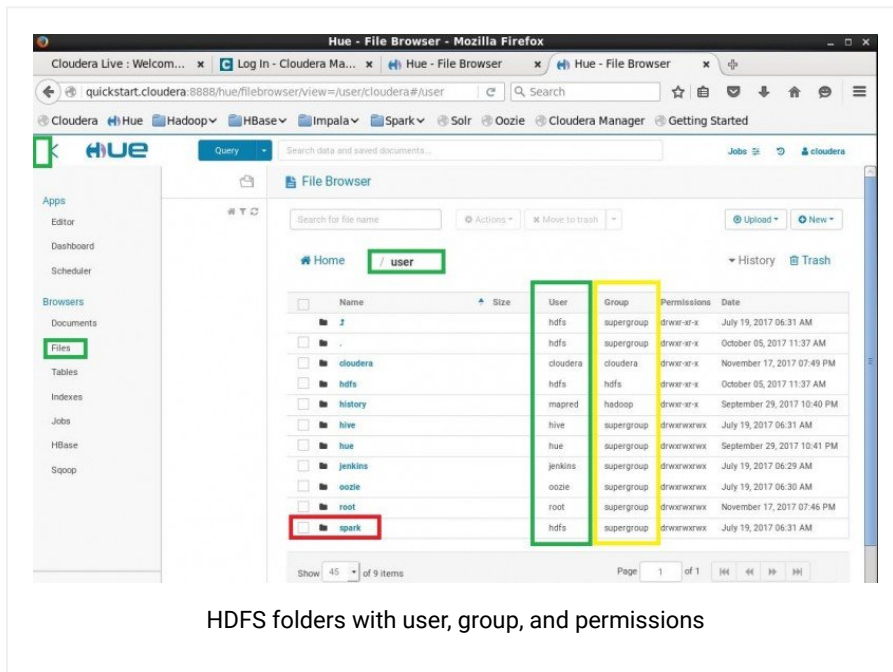 Hue - File Browser - Mozilla Firefox
Cloudera Live : Welcom... x C Log In - Cloudera Ma... x Hue - File Browser x Hue - File Browser x
quickstart.cloudera:8888/hue/filebrowser/view=/user/cloudera#/user Search
Cloudera Hue Hadoop HBase Impala Spark Solr Oozie Cloudera Manager Getting Started
HUE Query Search data and saved documents... Jobs cloudera
File Browser
Apps
Editor
Dashboard
Scheduler
Browsers
Documents
Files
Tables
Indexes
Jobs
HBase
Sqoop
Search for file name Actions Move to trash Upload New
Home / user History Trash
Name Size User Group Permissions Date
hdfs supergroup drwxr-xr-x July 19, 2017 06:31 AM
. hdfs supergroup drwxr-xr-x October 05, 2017 11:37 AM
cloudera cloudera cloudera drwxr-xr-x November 17, 2017 07:49 PM
hdfs hdfs hdfs drwxr-xr-x October 05, 2017 11:37 AM
history mapred hadoop drwxr-xr-x September 29, 2017 10:40 PM
hive hive supergroup drwxrwxrwx July 19, 2017 06:31 AM
hue hue supergroup drwxrwxrwx September 29, 2017 10:41 PM
jenkins jenkins supergroup drwxrwxrwx July 19, 2017 06:29 AM
oozie oozie supergroup drwxrwxrwx July 19, 2017 06:30 AM
root root supergroup drwxrwxrwx November 17, 2017 07:46 PM
spark hdfs supergroup drwxrwxrwx July 19, 2017 06:31 AM
Show 45 of 9 items Page 1 of 1
HDFS folders with user, group, and permissions